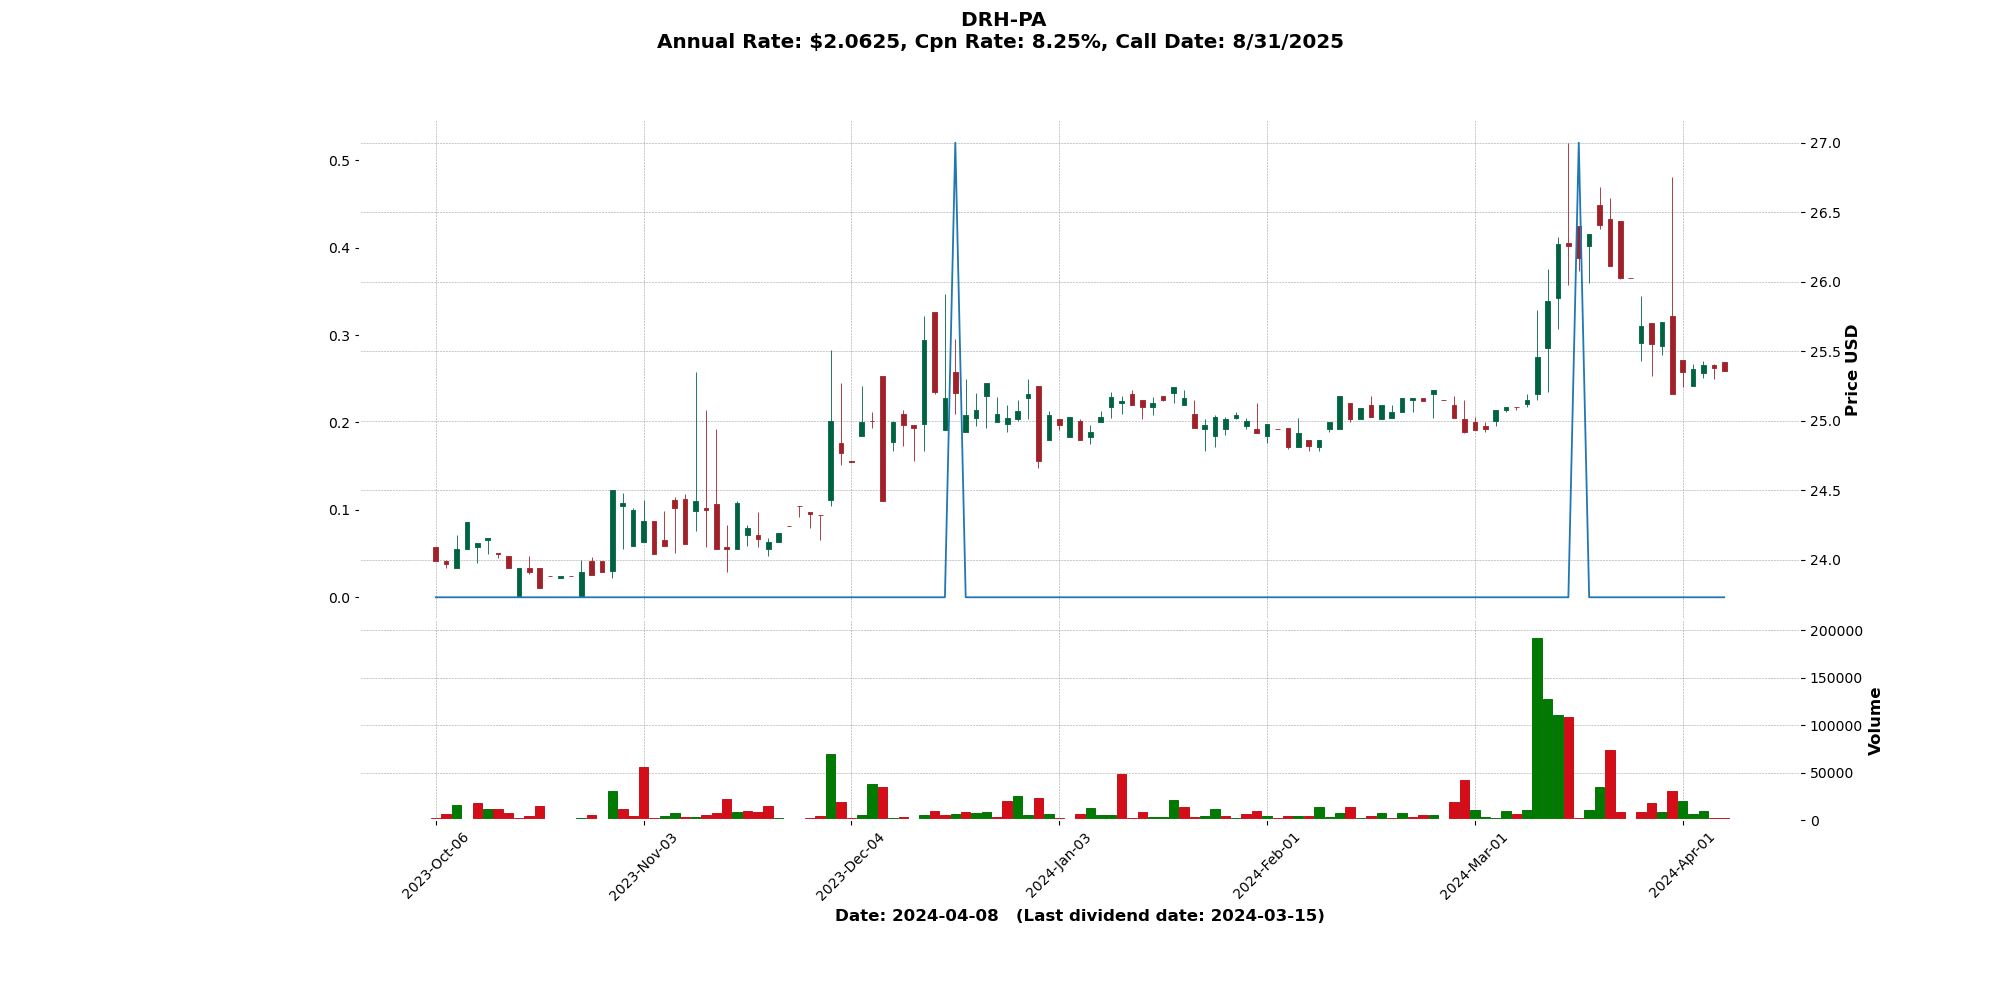 DRH-PA
Annual Rate: $2.0625, Cpn Rate: 8.25%, Call Date: 8/31/2025
0.5
0.4
0.3
0.2
0.1
0.0
27.0
26.5
26.0
25.5
25.0
24.5
24.0
Price USD
200000
150000
100000
50000
0
Volume
2023-Oct-06
2023-Nov-03
2023-Dec-04
2024-Jan-03
2024-Feb-01
2024-Mar-01
2024-Apr-01
Date: 2024-04-08   (Last dividend date: 2024-03-15)